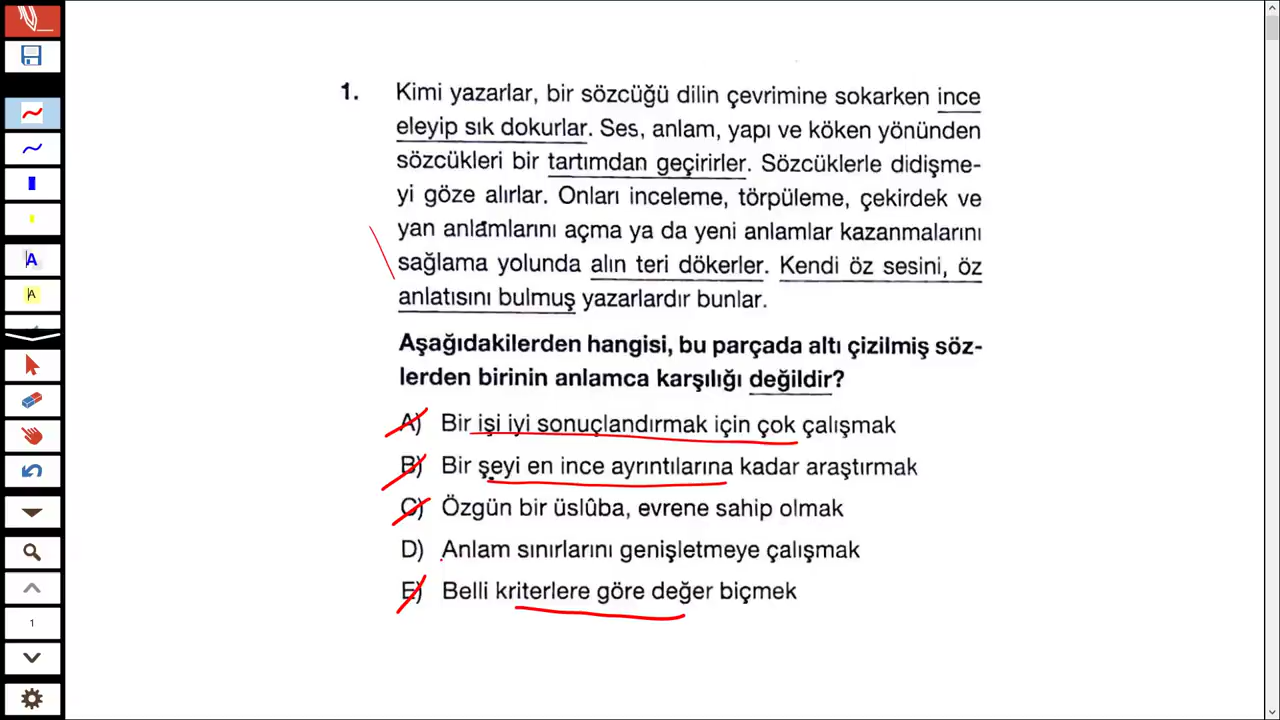 1. Kimi yazarlar, bir sözcüğü dilin çevrimine sokarken ince
eleyip sık dokurlar. Ses, anlam, yapı ve köken yönünden
sözcükleri bir tartımdan geçirirler. Sözcüklerle didişme-
yi göze alırlar. Onları inceleme, törpüleme, çekirdek ve
yan anlamlarını açma ya da yeni anlamlar kazanmalarını
sağlama yolunda alın teri dökerler. Kendi öz sesini, öz
anlatısını bulmuş yazarlardır bunlar.
Aşağıdakilerden hangisi, bu parçada altı çizilmiş söz-
lerden birinin anlamca karşılığı değildir?
A) Bir işi iyi sonuçlandırmak için çok çalışmak
B) Bir şeyi en ince ayrıntılarına kadar araştırmak
C) Özgün bir üslûba, evrene sahip olmak
D) Anlam sınırlarını genişletmeye çalışmak
E) Belli kriterlere göre değer biçmek
A
A
1